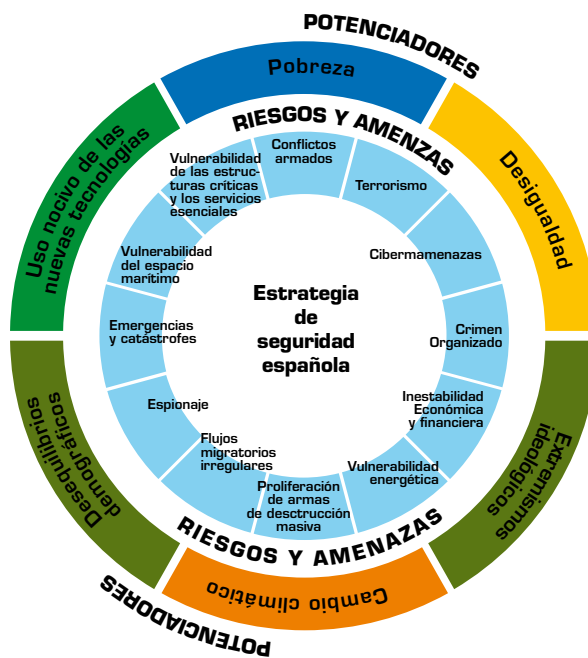 POTENCIADORES
Pobreza
Desigualdad
Extremismos
ideológicos
Cambio climático
Desequilibrios
demográficos
Uso nocivo de las
nuevas tecnologías
POTENCIADORES
RIESGOS Y AMENZAS
Conflictos
armados
Terrorismo
Cibermamenazas
Crimen
Organizado
Inestabilidad
Económica
y financiera
Vulnerabilidad
energética
Proliferación
de armas
de desctrucción
masiva
Flujos
migratorios
irregulares
Espionaje
Emergencias
y catástrofes
Vulnerabilidad
del espacio
marítimo
Vulnerabilidad
de las estruc-
turas críticas
y los servicios
esenciales
RIESGOS Y AMENAZAS
Estrategia
de
seguridad
española